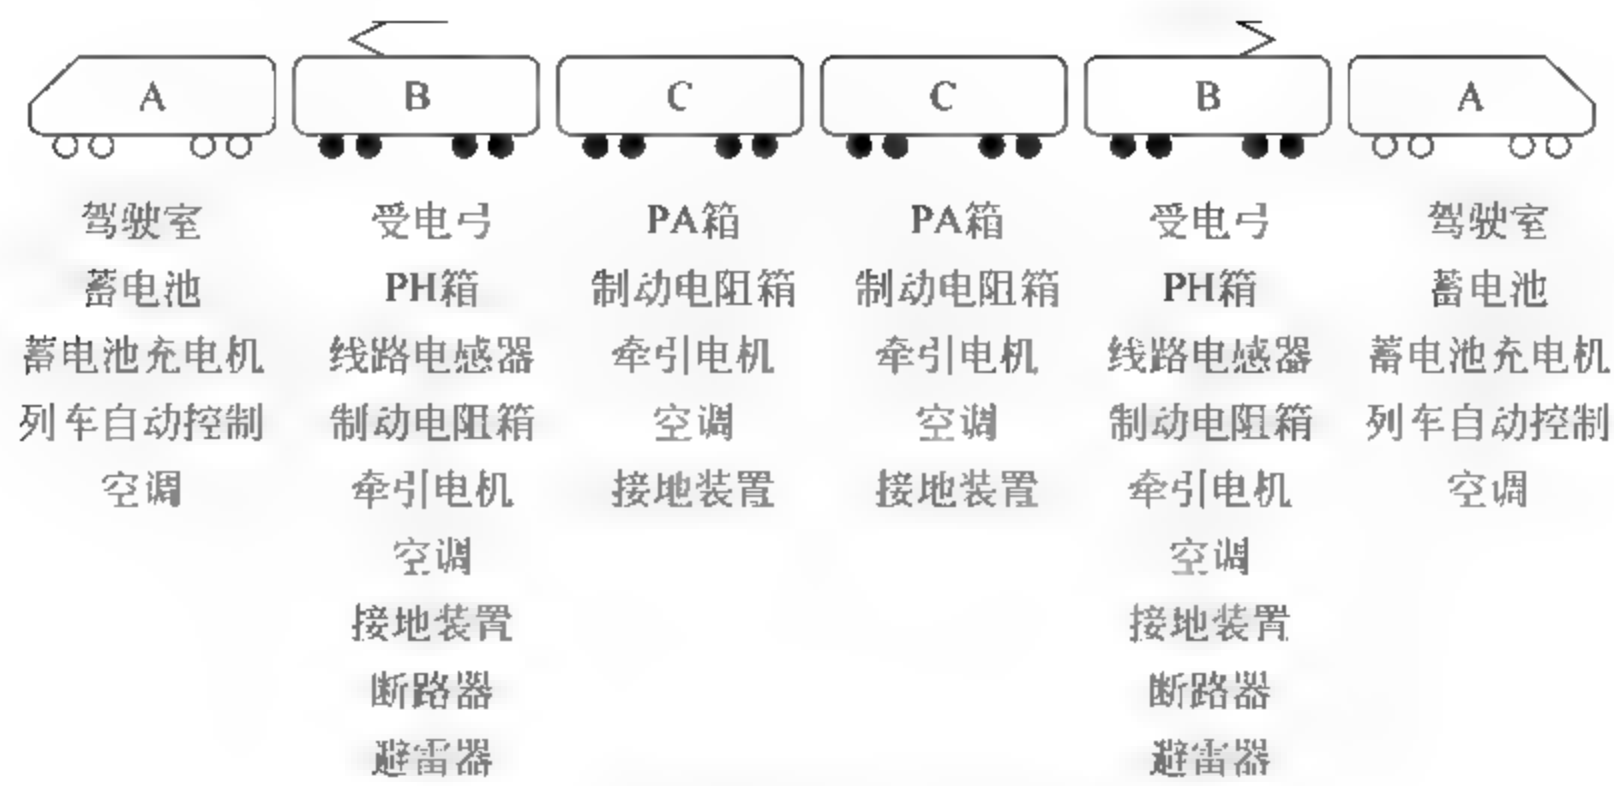 A B C C B A
驾驶室 受电弓 PA箱 PA箱 受电弓 驾驶室
蓄电池 PH箱 制动电阻箱 制动电阻箱 PH箱 蓄电池
蓄电池充电机 线路电感器 牵引电机 牵引电机 线路电感器 蓄电池充电机
列车自动控制 制动电阻箱 空调 空调 制动电阻箱 列车自动控制
空调 牵引电机 接地装置 接地装置 牵引电机 空调
空调 空调
接地装置 接地装置
断路器 断路器
避雷器 避雷器